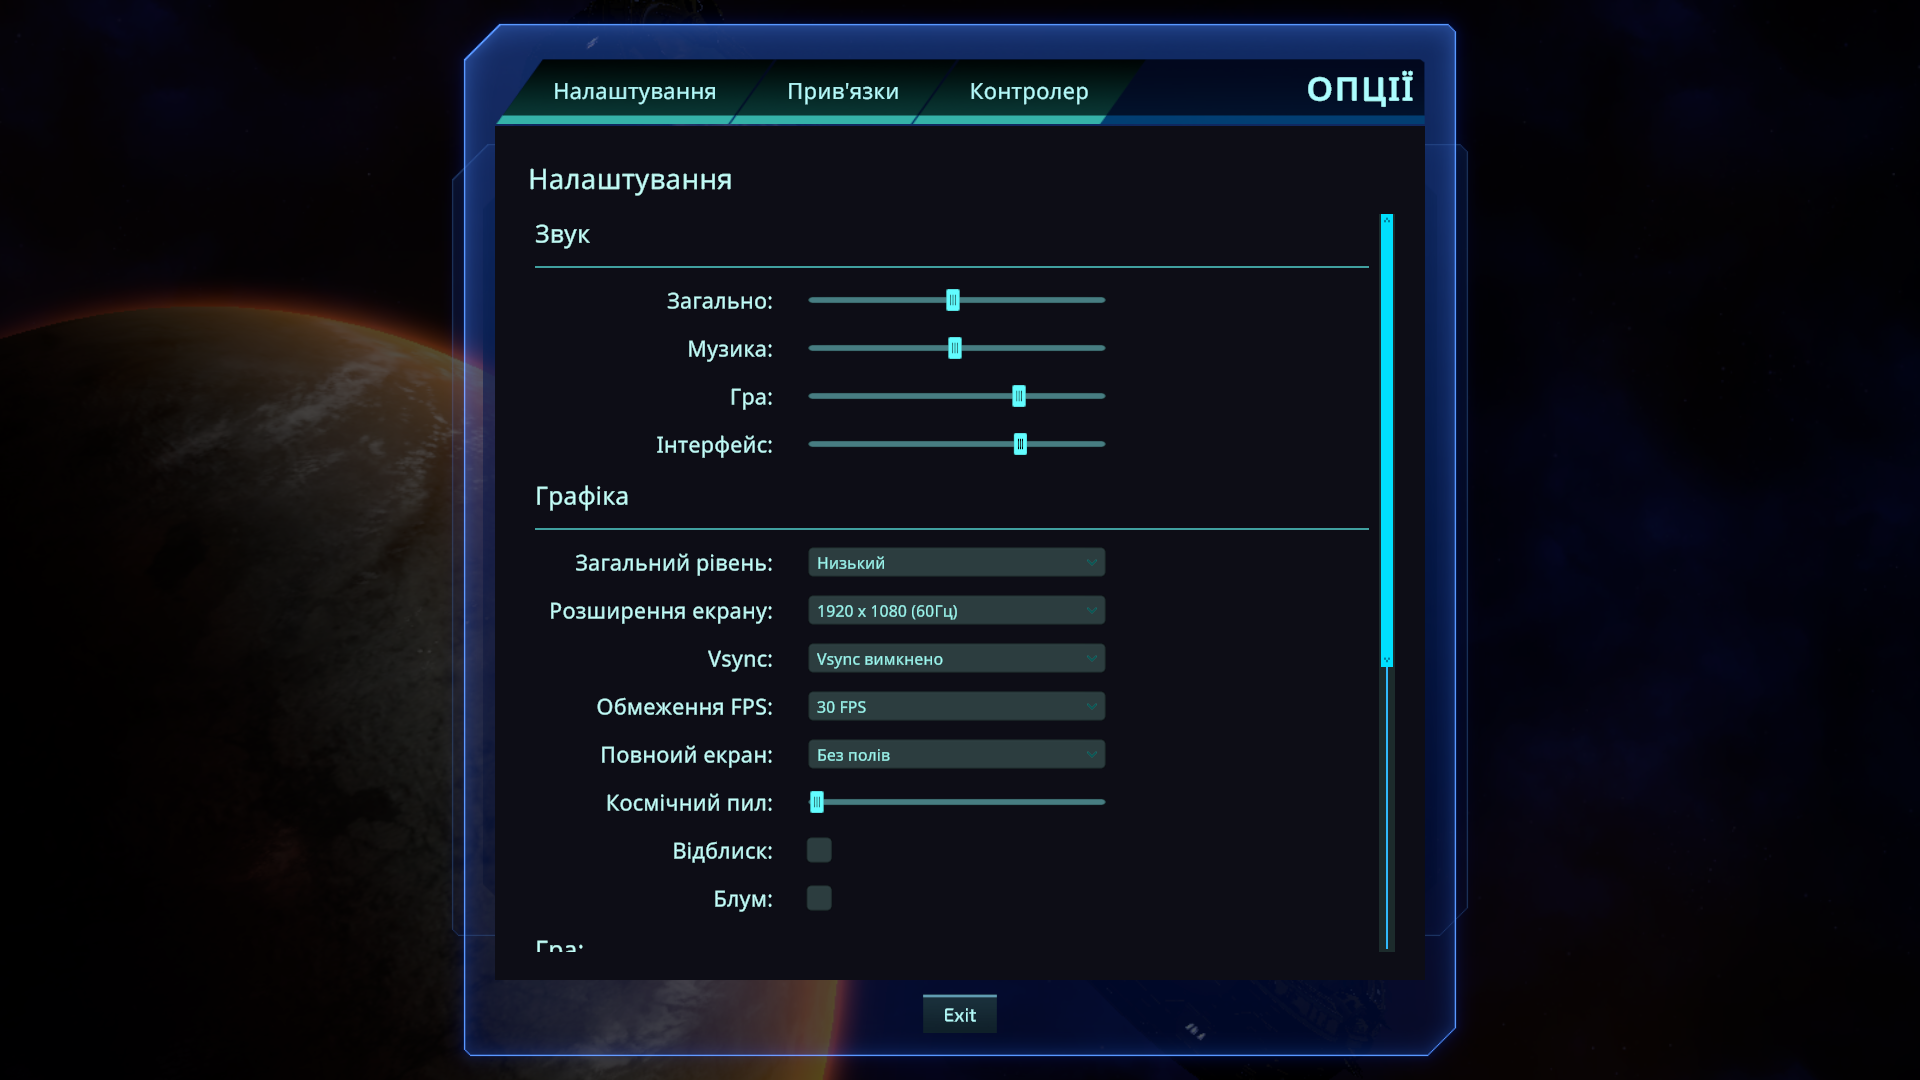 Налаштування
Прив'язки
Контролер
ОПЦІЇ
Налаштування
Звук
Загально:
Музика:
Гра:
Інтерфейс:
Графіка
Загальний рівень: Низький
Розширення екрану: 1920 x 1080 (60Гц)
Vsync: Vsync вимкнено
Обмеження FPS: 30 FPS
Повноий екран: Без полів
Космічний пил:
Відблиск:
Блум:
Гра:
Exit